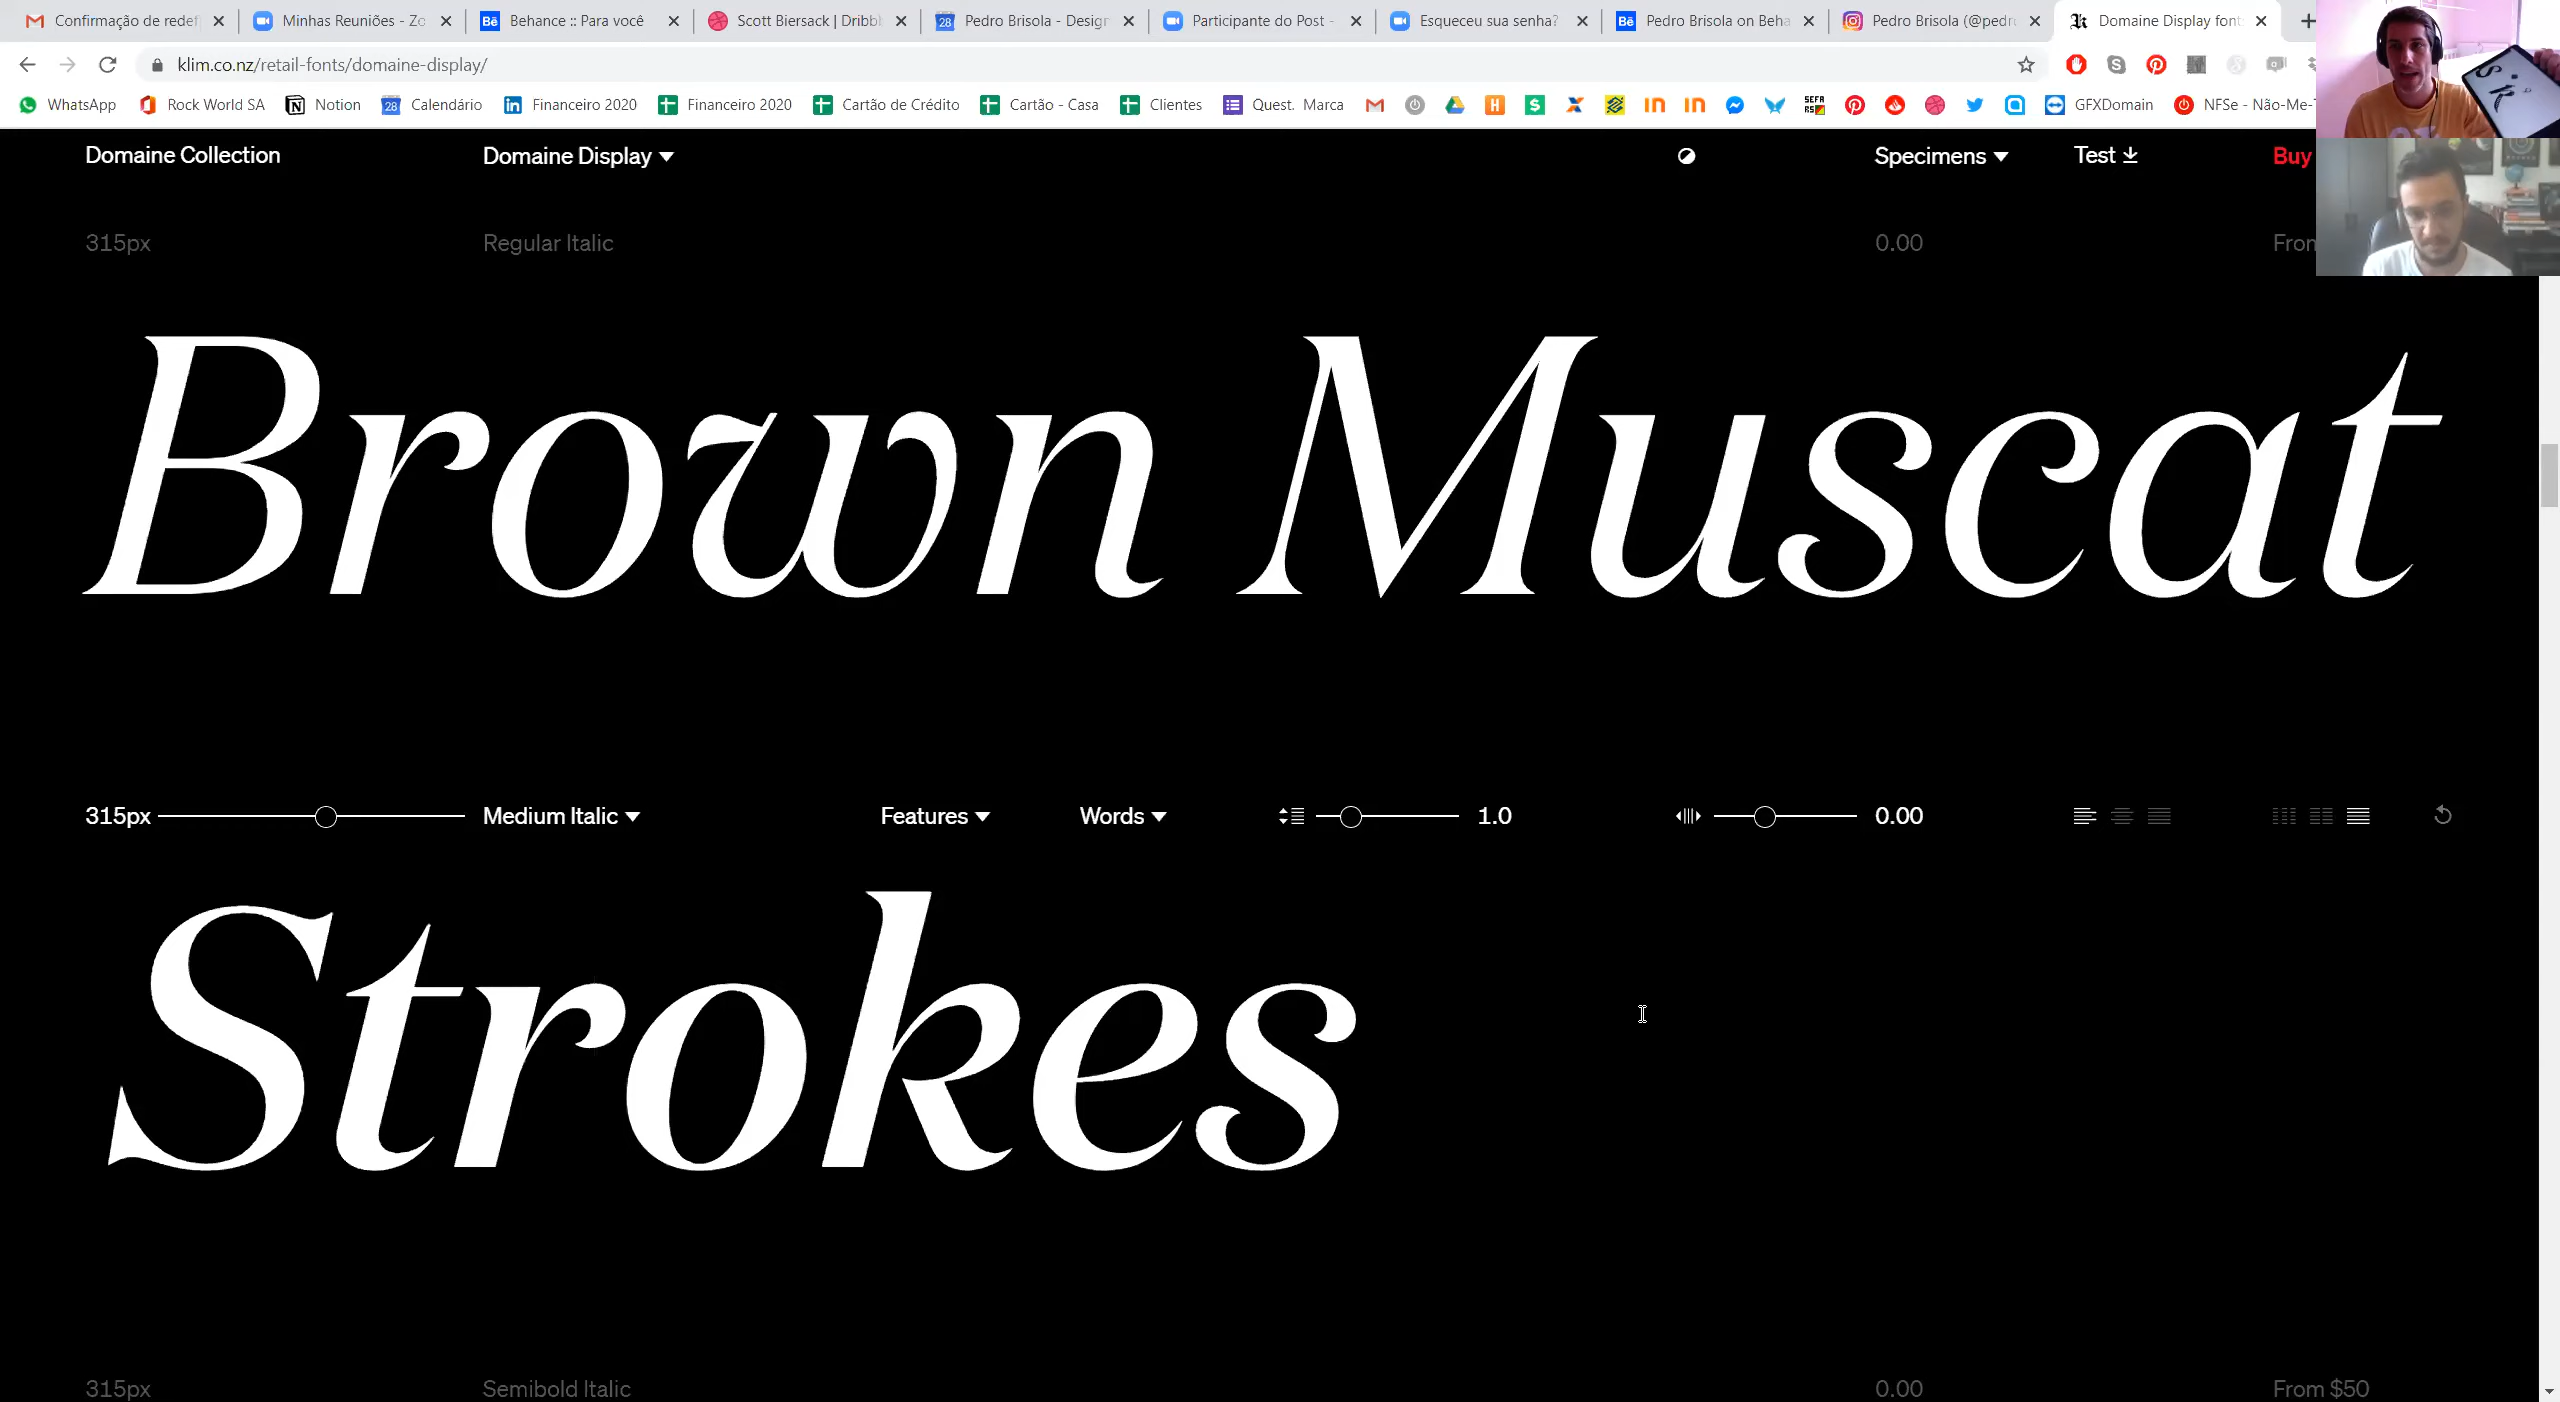 Confirmação de redef
Minhas Reuniões - Zo
Behance :: Para você
Scott Biersack | Dribbl
Pedro Brisola - Design
Participante do Post -
Esqueceu sua senha?
Pedro Brisola on Beha
Pedro Brisola (@pedr
Domaine Display font
klim.co.nz/retail-fonts/domaine-display/
WhatsApp Rock World SA Notion 28 Calendário Financeiro 2020 Financeiro 2020 Cartão de Crédito Cartão - Casa Clientes Quest. Marca GFXDomain NFSe - Não-Me-T
Domaine Collection Domaine Display Specimens Test Buy
315px Regular Italic 0.00 From
Brown Muscat
315px Medium Italic Features Words 1.0 0.00
Strokes
315px Semibold Italic 0.00 From $50